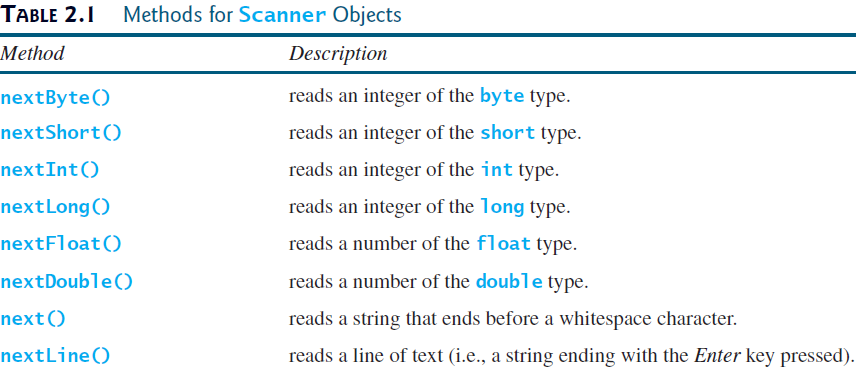 TABLE 2.1 Methods for Scanner Objects
Method Description
nextByte() reads an integer of the byte type.
nextShort() reads an integer of the short type.
nextInt() reads an integer of the int type.
nextLong() reads an integer of the long type.
nextFloat() reads a number of the float type.
nextDouble() reads a number of the double type.
next() reads a string that ends before a whitespace character.
nextLine() reads a line of text (i.e., a string ending with the Enter key pressed).